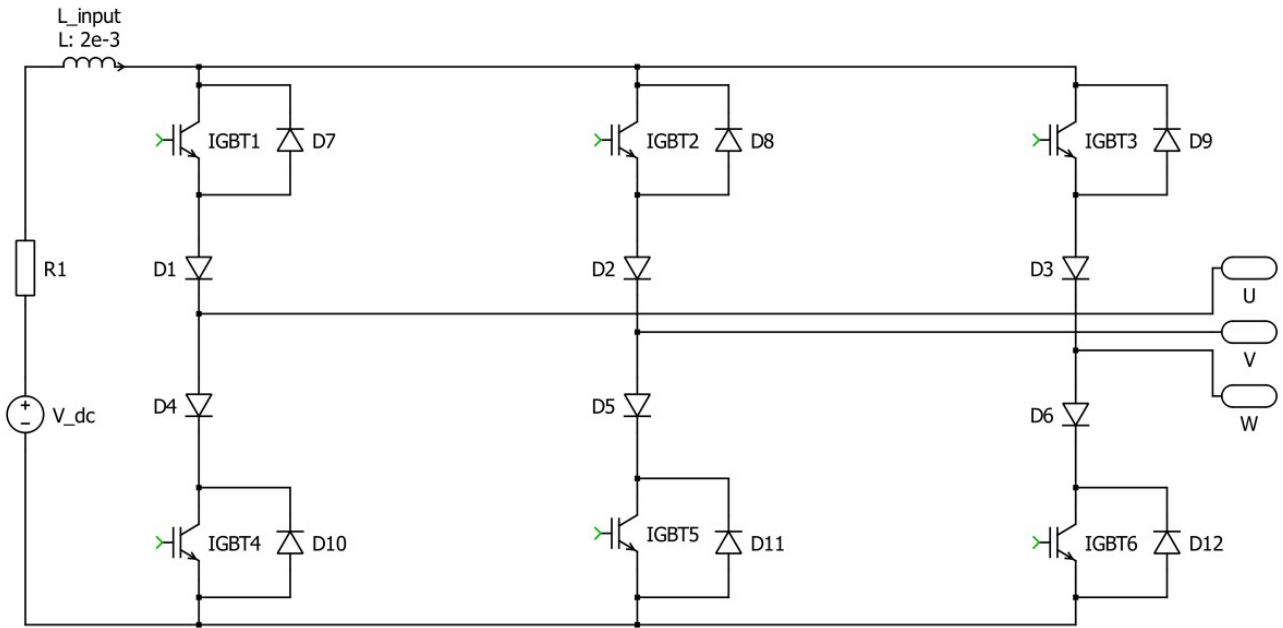 L_input
L: 2e-3
IGBT1 D7
IGBT2 D8
IGBT3 D9
R1
D1
D2
D3
U
V
W
V_dc
D4
D5
D6
IGBT4 D10
IGBT5 D11
IGBT6 D12